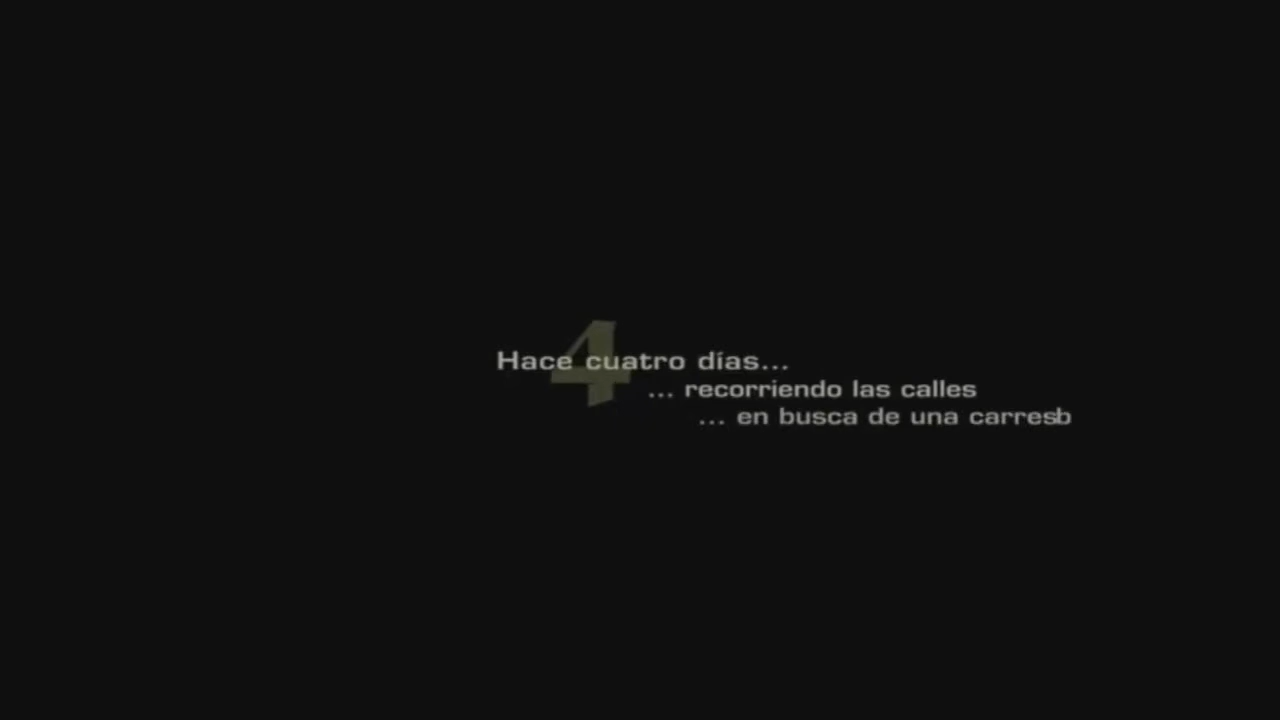 4
Hace cuatro días...
... recorriendo las calles
... en busca de una carresb